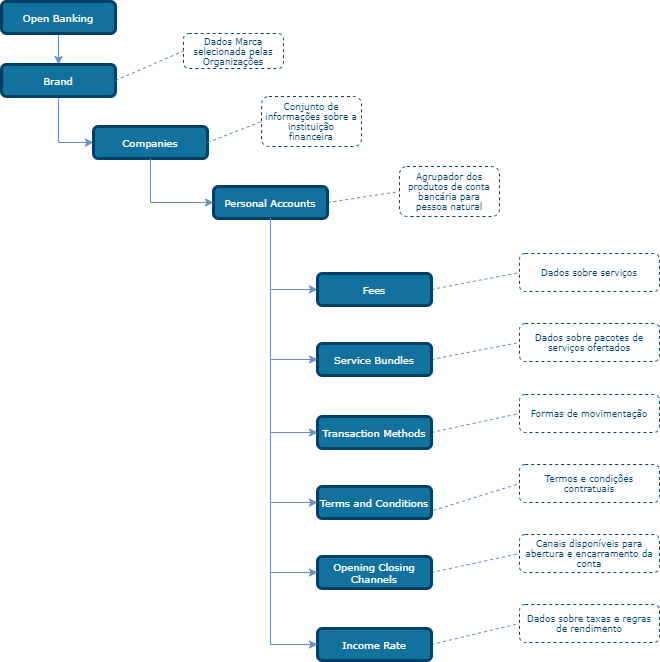 Open Banking
Dados Marca
selecionada pelas
Organizações
Brand
Conjunto de
informações sobre a
instituição
financeira
Companies
Agrupador dos
produtos de conta
bancária para
pessoa natural
Personal Accounts
Dados sobre serviços
Fees
Dados sobre pacotes de
serviços ofertados
Service Bundles
Formas de movimentação
Transaction Methods
Termos e condições
contratuais
Terms and Conditions
Canais disponíveis para
abertura e encarramento da
conta
Opening Closing
Channels
Dados sobre taxas e regras
de rendimento
Income Rate